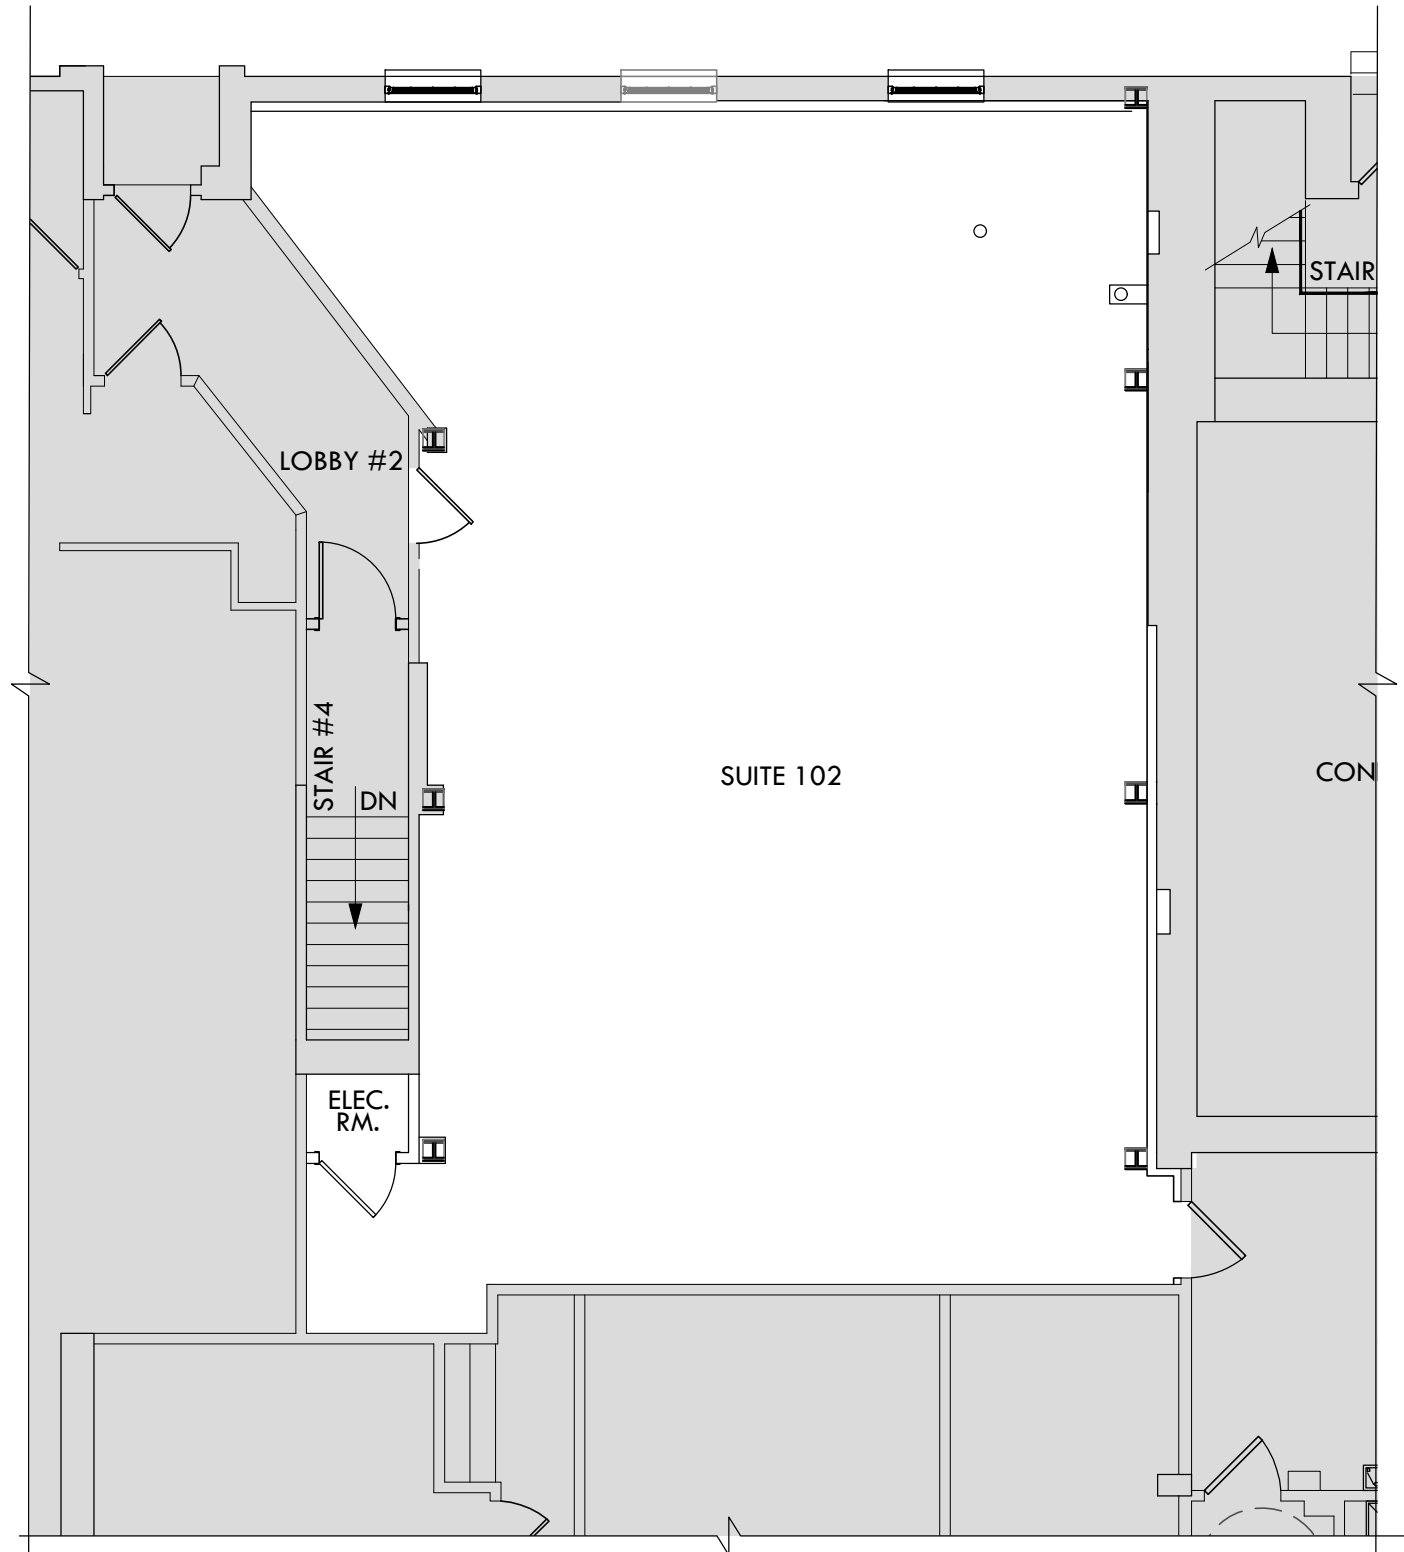 STAIR
LOBBY #2
STAIR #4
DN
SUITE 102
CON
ELEC.
RM.